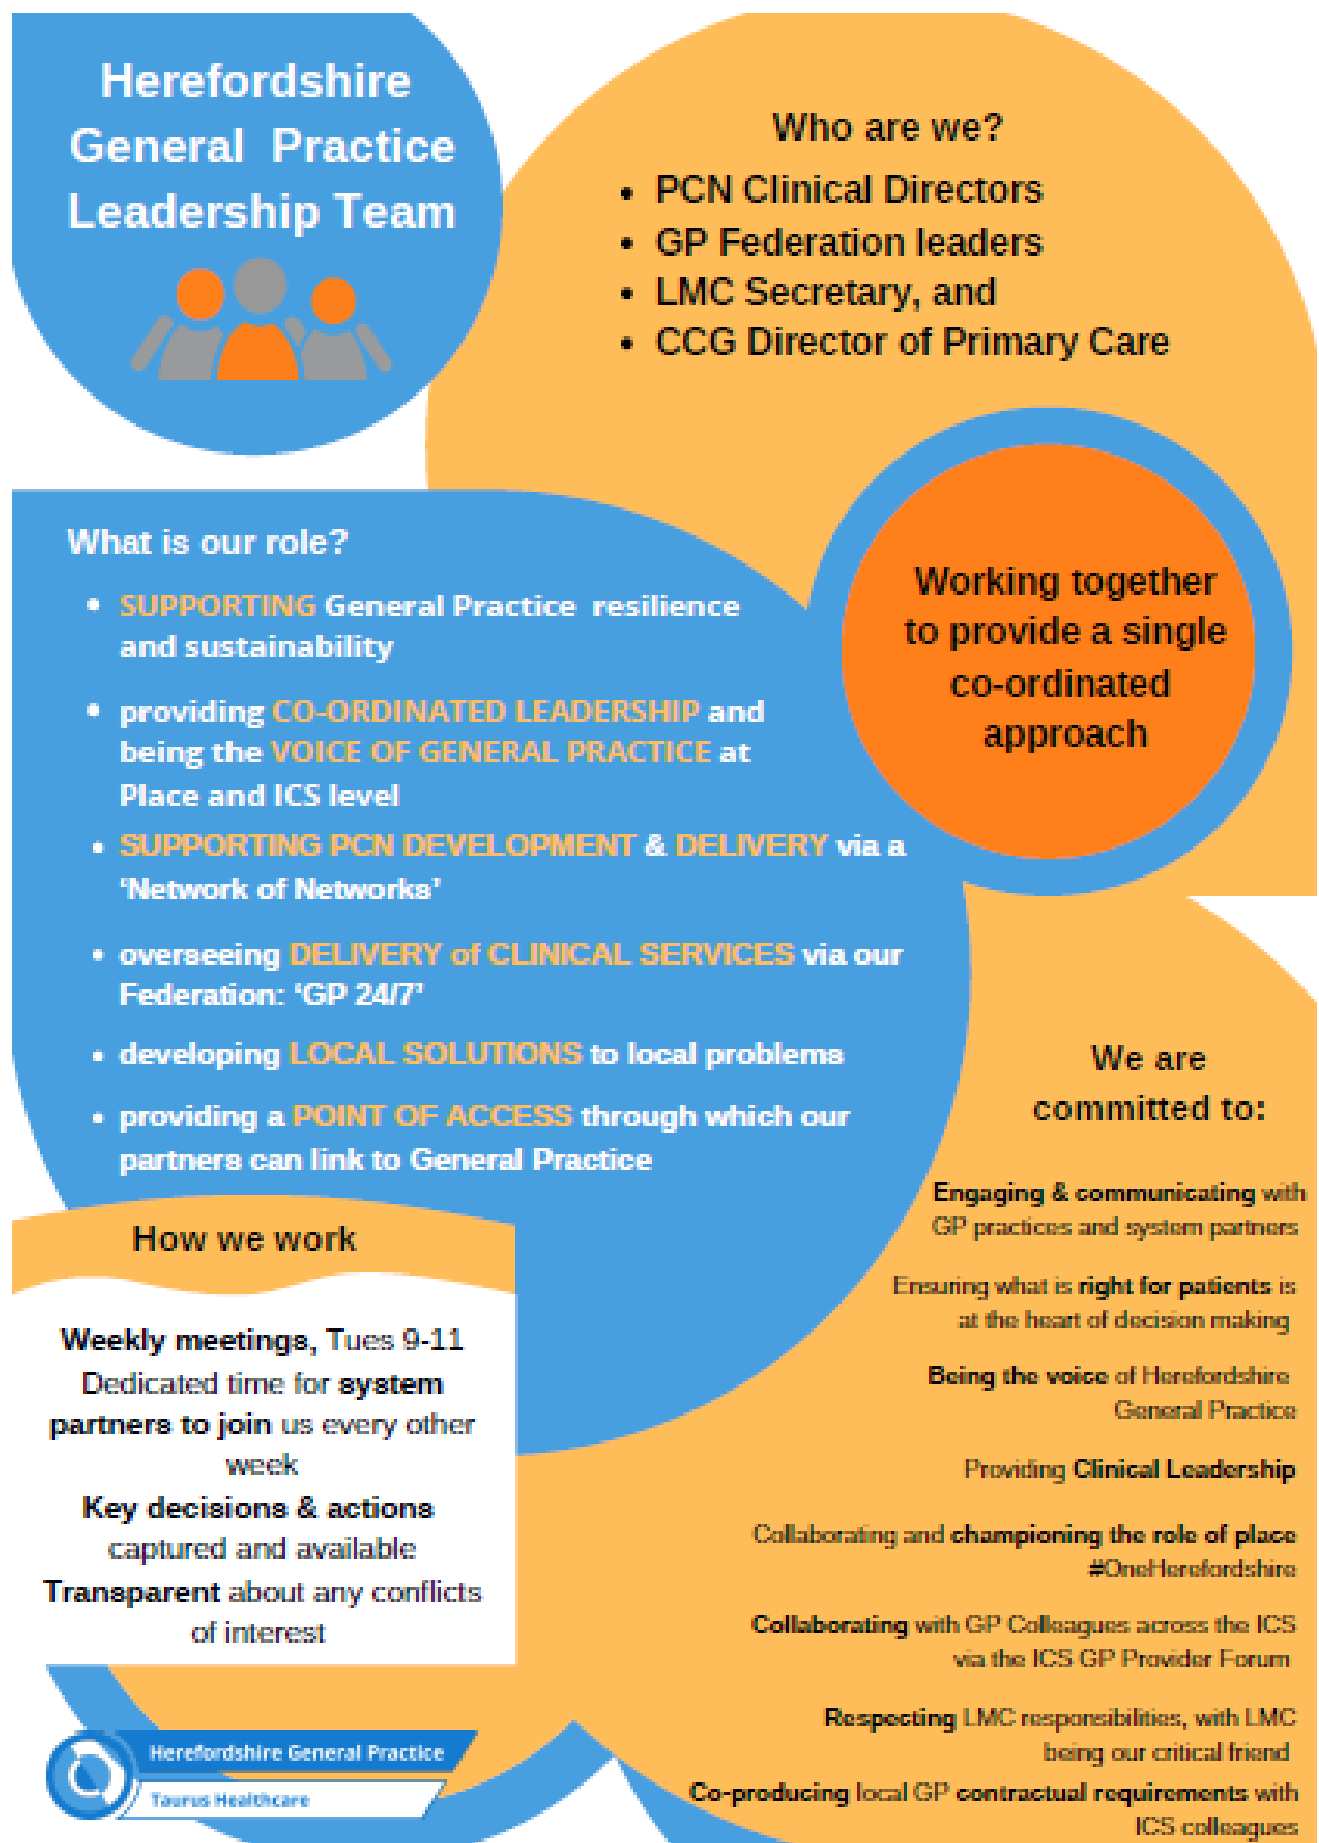 Herefordshire
General Practice
Leadership Team
Who are we?
• PCN Clinical Directors
• GP Federation leaders
• LMC Secretary, and
• CCG Director of Primary Care
Working together
to provide a single
co-ordinated
approach
What is our role?
• SUPPORTING General Practice resilience
and sustainability
• providing CO-ORDINATED LEADERSHIP and
being the VOICE OF GENERAL PRACTICE at
Place and ICS level
• SUPPORTING PCN DEVELOPMENT & DELIVERY via a
‘Network of Networks’
• overseeing DELIVERY of CLINICAL SERVICES via our
Federation: ‘GP 24/7’
• developing LOCAL SOLUTIONS to local problems
• providing a POINT OF ACCESS through which our
partners can link to General Practice
How we work
Weekly meetings, Tues 9-11
Dedicated time for system
partners to join us every other
week
Key decisions & actions
captured and available
Transparent about any conflicts
of interest
We are
committed to:
Engaging & communicating with
GP practices and system partners
Ensuring what is right for patients is
at the heart of decision making
Being the voice of Herefordshire
General Practice
Providing Clinical Leadership
Collaborating and championing the role of place
#OneHerefordshire
Collaborating with GP Colleagues across the ICS
via the ICS GP Provider Forum
Respecting LMC responsibilities, with LMC
being our critical friend
Co-producing local GP contractual requirements with
ICS colleagues
Herefordshire General Practice
Taurus Healthcare